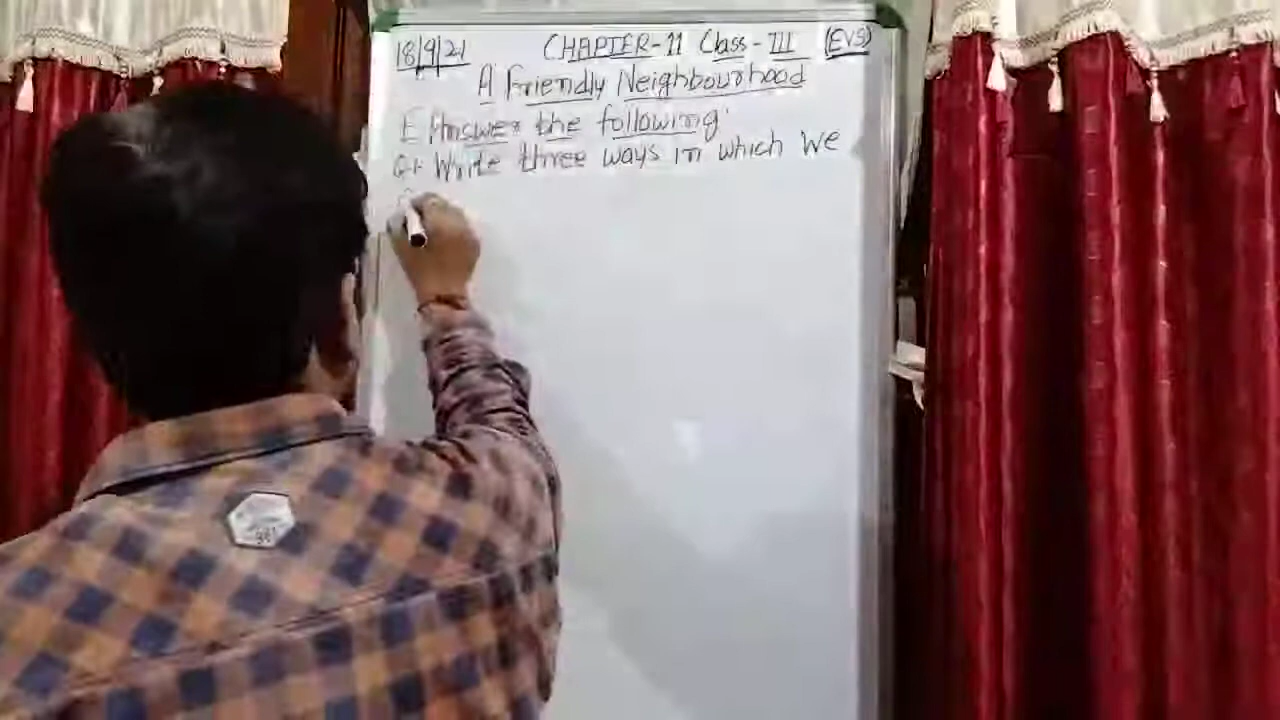 18/9/21 CHAPTER-11 Class-III (EVS)
A Friendly Neighbourhood
E Answer the following:
Q1 Write three ways in which we